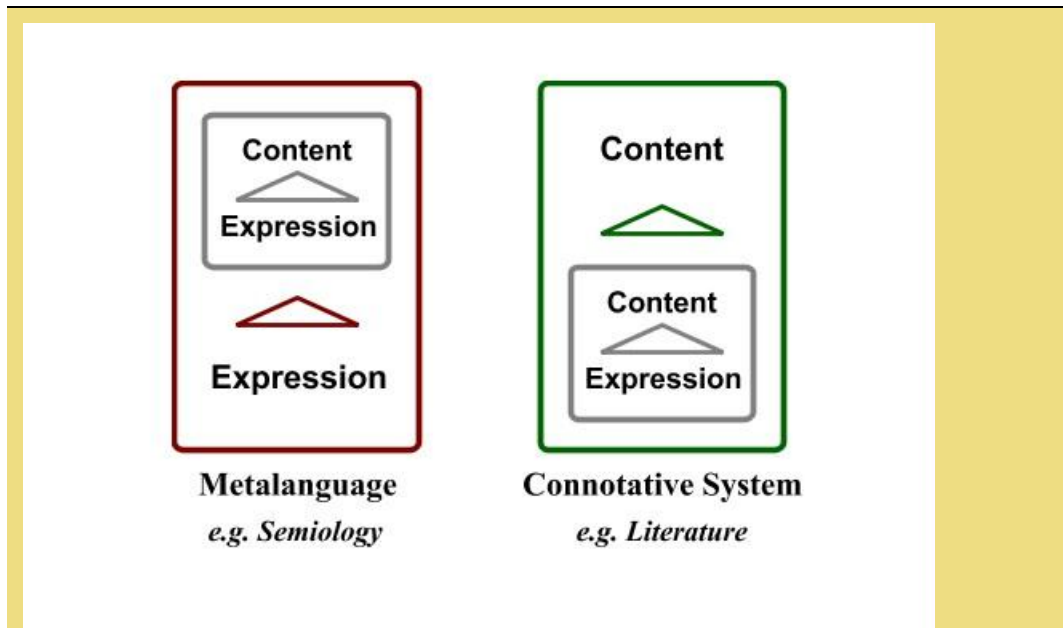 Content
Expression
Expression
Metalanguage
e.g. Semiology
Content
Content
Expression
Connotative System
e.g. Literature